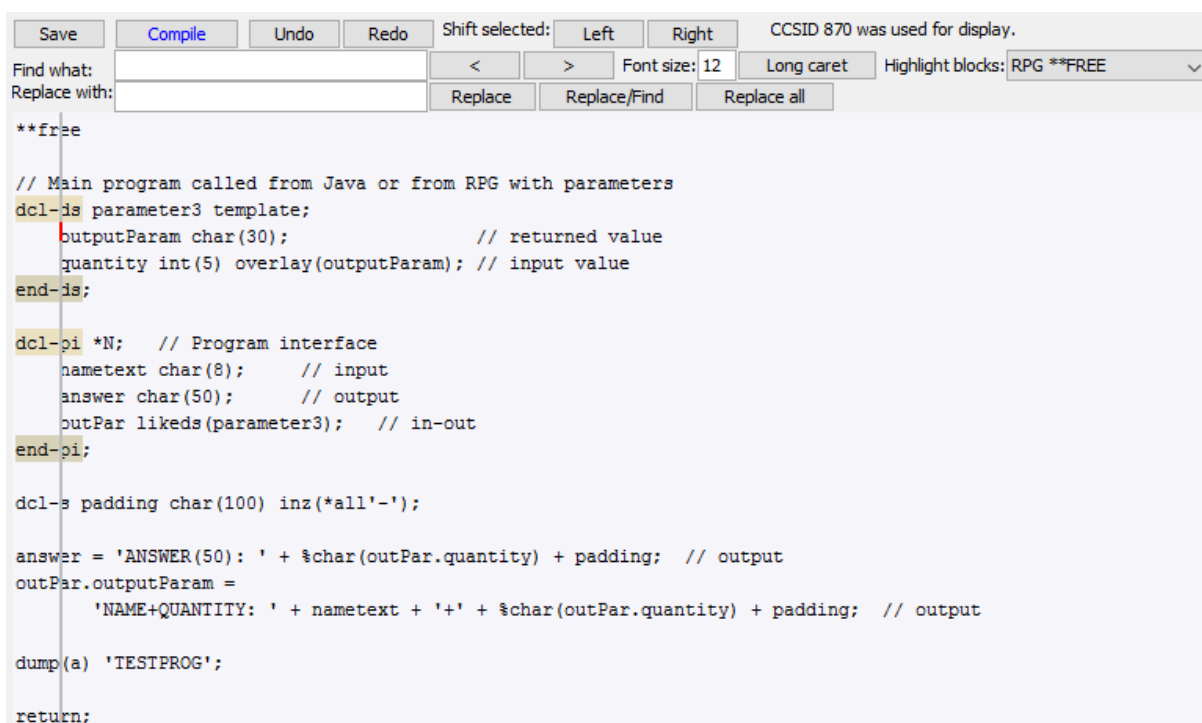 Save Compile Undo Redo Shift selected: Left Right CCSID 870 was used for display.
Find what: < > Font size: 12 Long caret Highlight blocks: RPG **FREE
Replace with: Replace Replace/Find Replace all
**free
// Main program called from Java or from RPG with parameters
dcl-ds parameter3 template;
outputParam char(30); // returned value
quantity int(5) overlay(outputParam); // input value
end-ds;
dcl-pi *N; // Program interface
nametext char(8); // input
answer char(50); // output
outPar likeds(parameter3); // in-out
end-pi;
dcl-s padding char(100) inz(*all'-');
answer = 'ANSWER(50): ' + %char(outPar.quantity) + padding; // output
outPar.outputParam =
'NAME+QUANTITY: ' + nametext + '+' + %char(outPar.quantity) + padding; // output
dump(a) 'TESTPROG';
return;